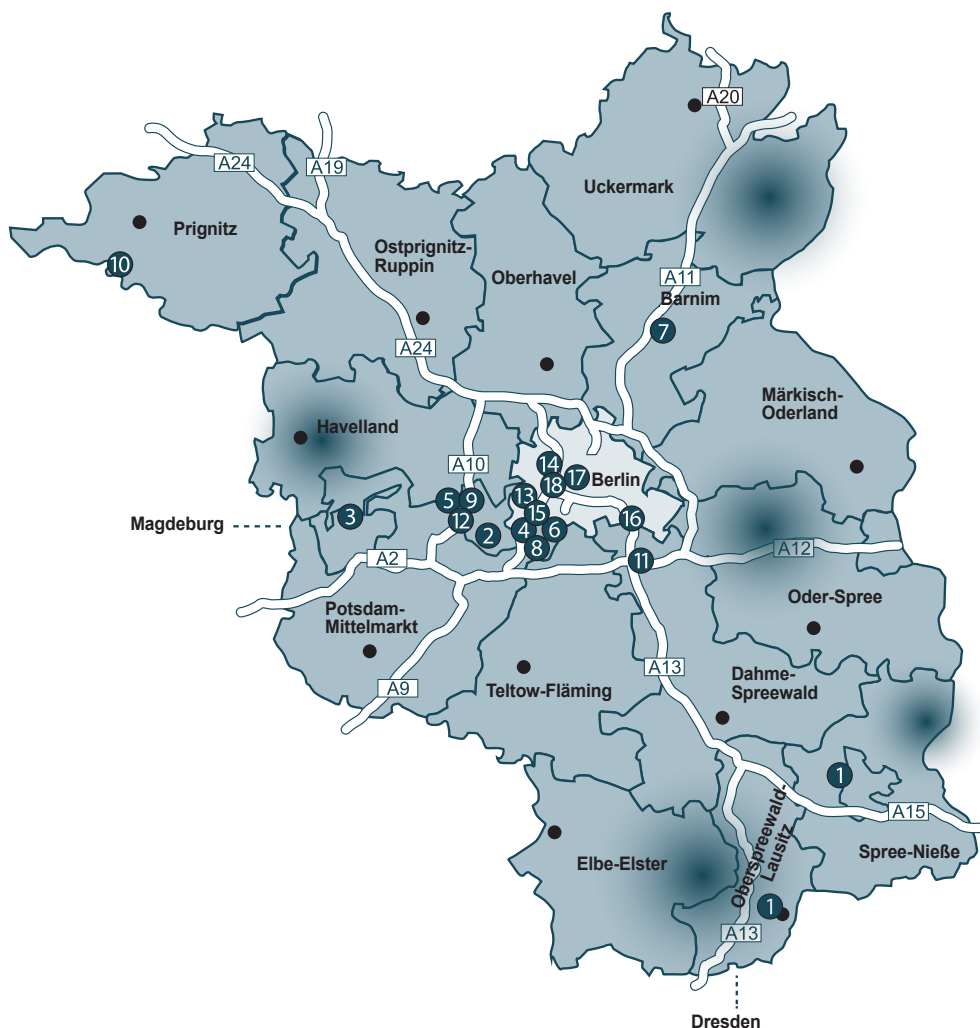 A20
A24
A19
Uckermark
Prignitz
Ostprignitz-
Ruppin
10
Oberhavel
A11
Barnim
7
A24
Märkisch-
Oderland
Havelland
A10
14
17
Berlin
18
5
9
13
3
12
15
16
Magdeburg
2
4
6
8
11
A2
A12
Potsdam-
Mittelmarkt
Oder-Spree
A9
Teltow-Fläming
A13
Dahme-
Spreewald
1
A15
Elbe-Elster
Oberspreewald-
Lausitz
Spree-Nieße
1
A13
Dresden